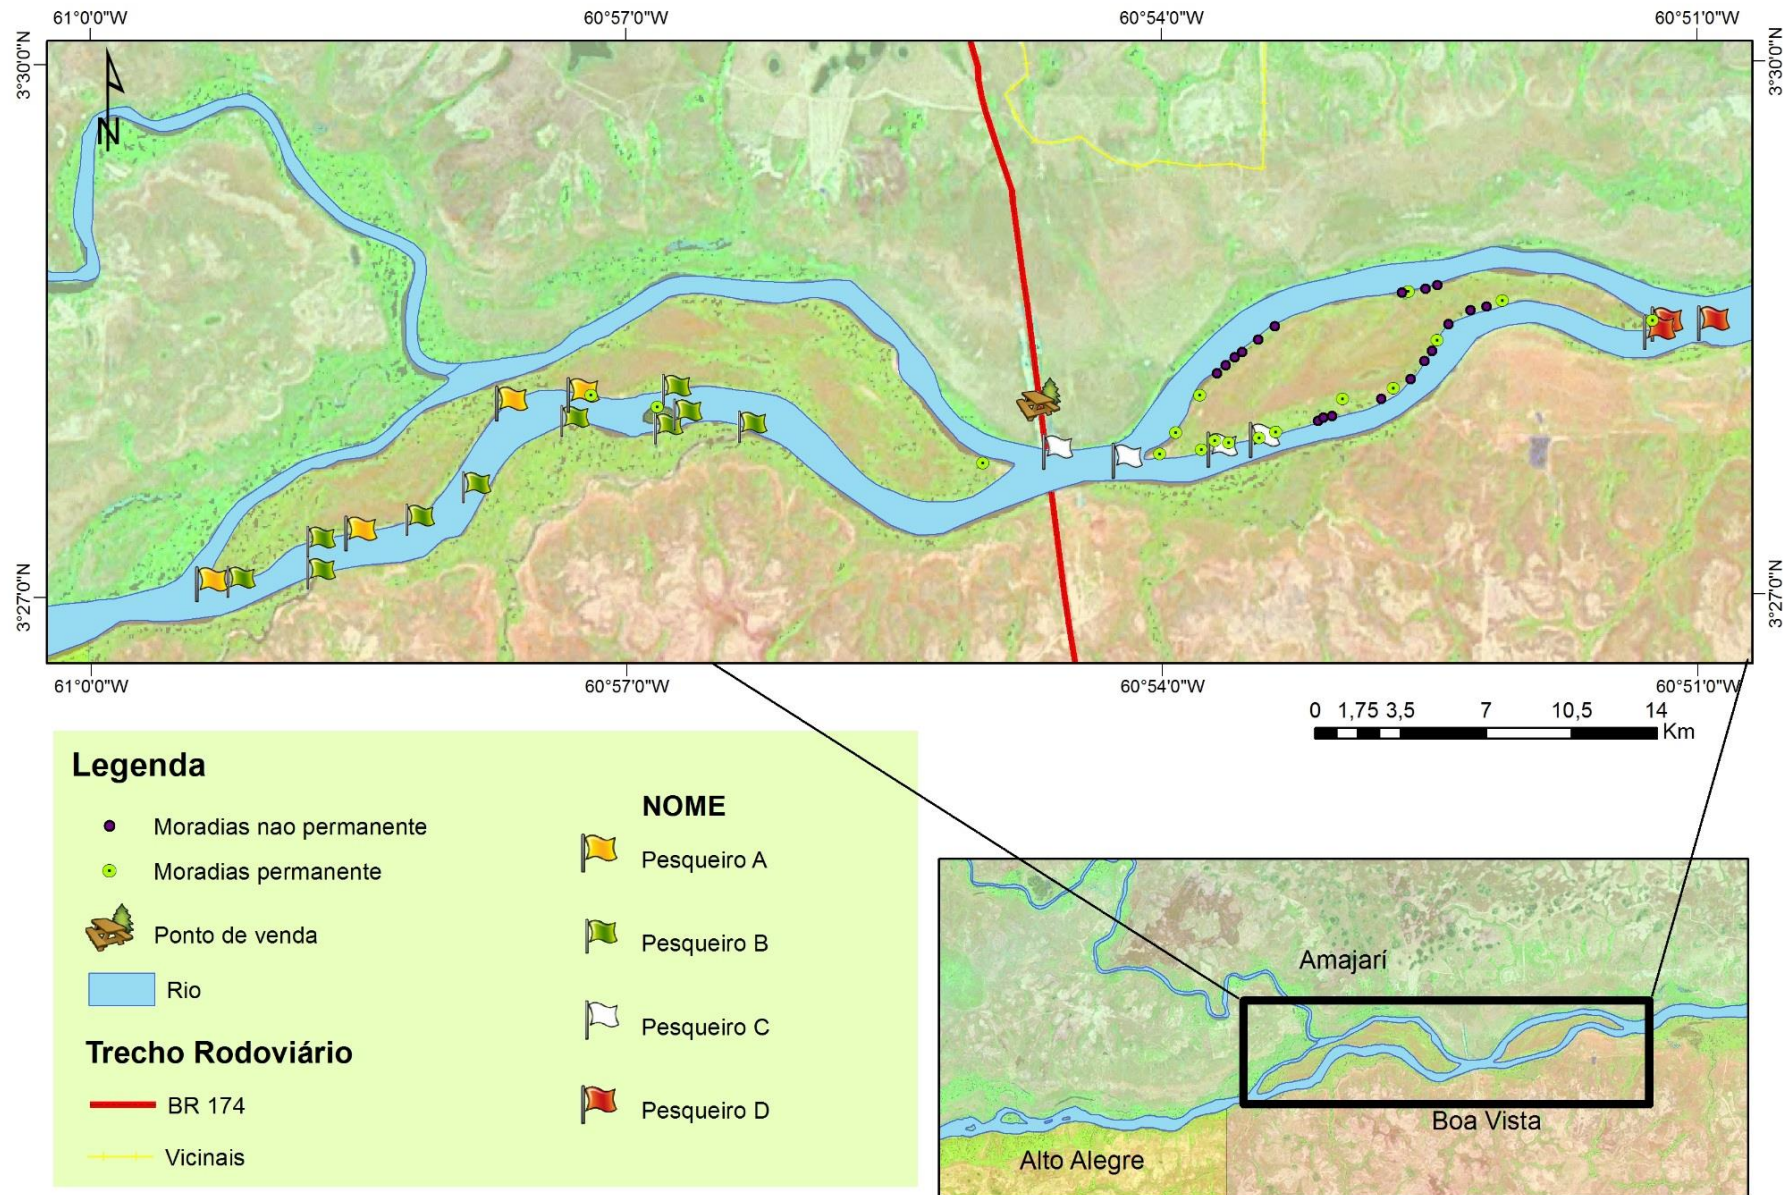 61°0'0"W 60°57'0"W 60°54'0"W 60°51'0"W
3°30'0"N 3°30'0"N
N
3°27'0"N 3°27'0"N
61°0'0"W 60°57'0"W 60°54'0"W 60°51'0"W
0 1,75 3,5 7 10,5 14
Km
Legenda
Moradias nao permanente
Moradias permanente
Ponto de venda
Rio
Trecho Rodoviário
BR 174
Vicinais
NOME
Pesqueiro A
Pesqueiro B
Pesqueiro C
Pesqueiro D
Amajarí
Boa Vista
Alto Alegre